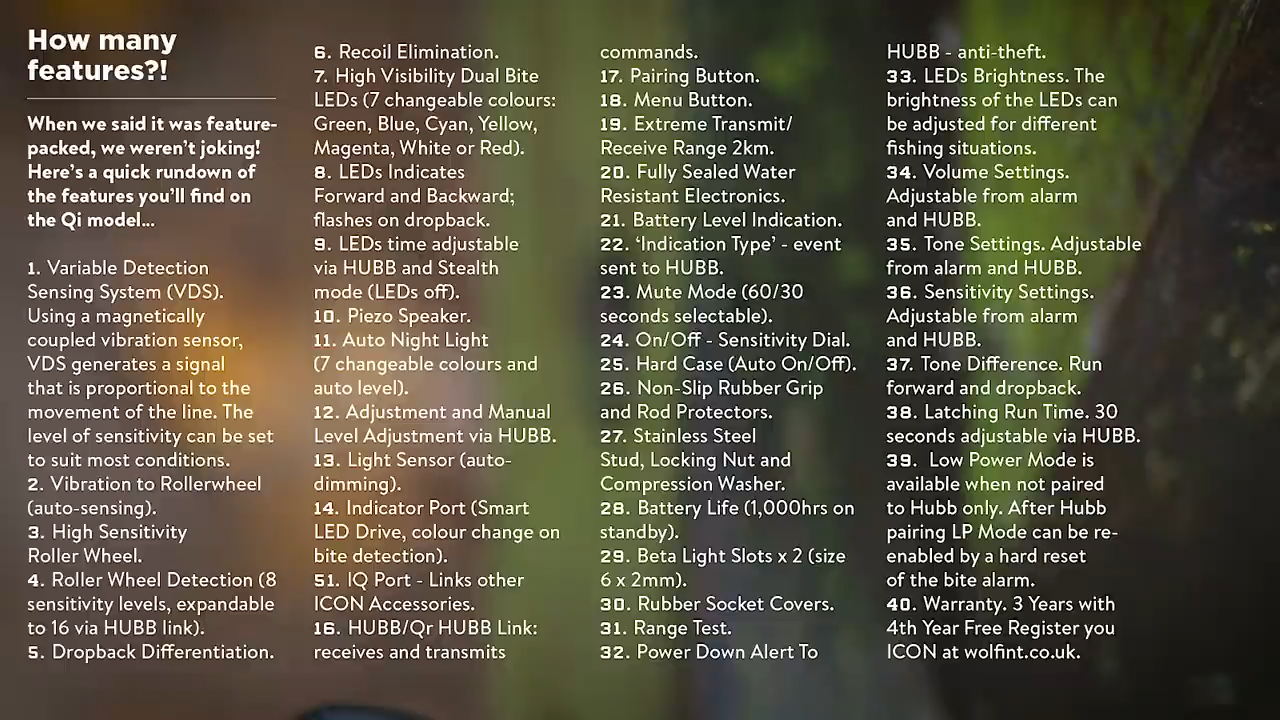 How many
features?!
When we said it was feature-
packed, we weren't joking!
Here's a quick rundown of
the features you'll find on
the Qi model...
1. Variable Detection
Sensing System (VDS).
Using a magnetically
coupled vibration sensor,
VDS generates a signal
that is proportional to the
movement of the line. The
level of sensitivity can be set
to suit most conditions.
2. Vibration to Rollerwheel
(auto-sensing).
3. High Sensitivity
Roller Wheel.
4. Roller Wheel Detection (8
sensitivity levels, expandable
to 16 via HUBB link).
5. Dropback Differentiation.
6. Recoil Elimination.
7. High Visibility Dual Bite
LEDs (7 changeable colours:
Green, Blue, Cyan, Yellow,
Magenta, White or Red).
8. LEDs Indicates
Forward and Backward;
flashes on dropback.
9. LEDs time adjustable
via HUBB and Stealth
mode (LEDs off).
10. Piezo Speaker.
11. Auto Night Light
(7 changeable colours and
auto level).
12. Adjustment and Manual
Level Adjustment via HUBB.
13. Light Sensor (auto-
dimming).
14. Indicator Port (Smart
LED Drive, colour change on
bite detection).
51. IQ Port - Links other
ICON Accessories.
16. HUBB/Qr HUBB Link:
receives and transmits
commands.
17. Pairing Button.
18. Menu Button.
19. Extreme Transmit/
Receive Range 2km.
20. Fully Sealed Water
Resistant Electronics.
21. Battery Level Indication.
22. ‘Indication Type’ - event
sent to HUBB.
23. Mute Mode (60/30
seconds selectable).
24. On/Off - Sensitivity Dial.
25. Hard Case (Auto On/Off).
26. Non-Slip Rubber Grip
and Rod Protectors.
27. Stainless Steel
Stud, Locking Nut and
Compression Washer.
28. Battery Life (1,000hrs on
standby).
29. Beta Light Slots x 2 (size
6 x 2mm).
30. Rubber Socket Covers.
31. Range Test.
32. Power Down Alert To
HUBB - anti-theft.
33. LEDs Brightness. The
brightness of the LEDs can
be adjusted for different
fishing situations.
34. Volume Settings.
Adjustable from alarm
and HUBB.
35. Tone Settings. Adjustable
from alarm and HUBB.
36. Sensitivity Settings.
Adjustable from alarm
and HUBB.
37. Tone Difference. Run
forward and dropback.
38. Latching Run Time. 30
seconds adjustable via HUBB.
39. Low Power Mode is
available when not paired
to Hubb only. After Hubb
pairing LP Mode can be re-
enabled by a hard reset
of the bite alarm.
40. Warranty. 3 Years with
4th Year Free Register you
ICON at wolfint.co.uk.